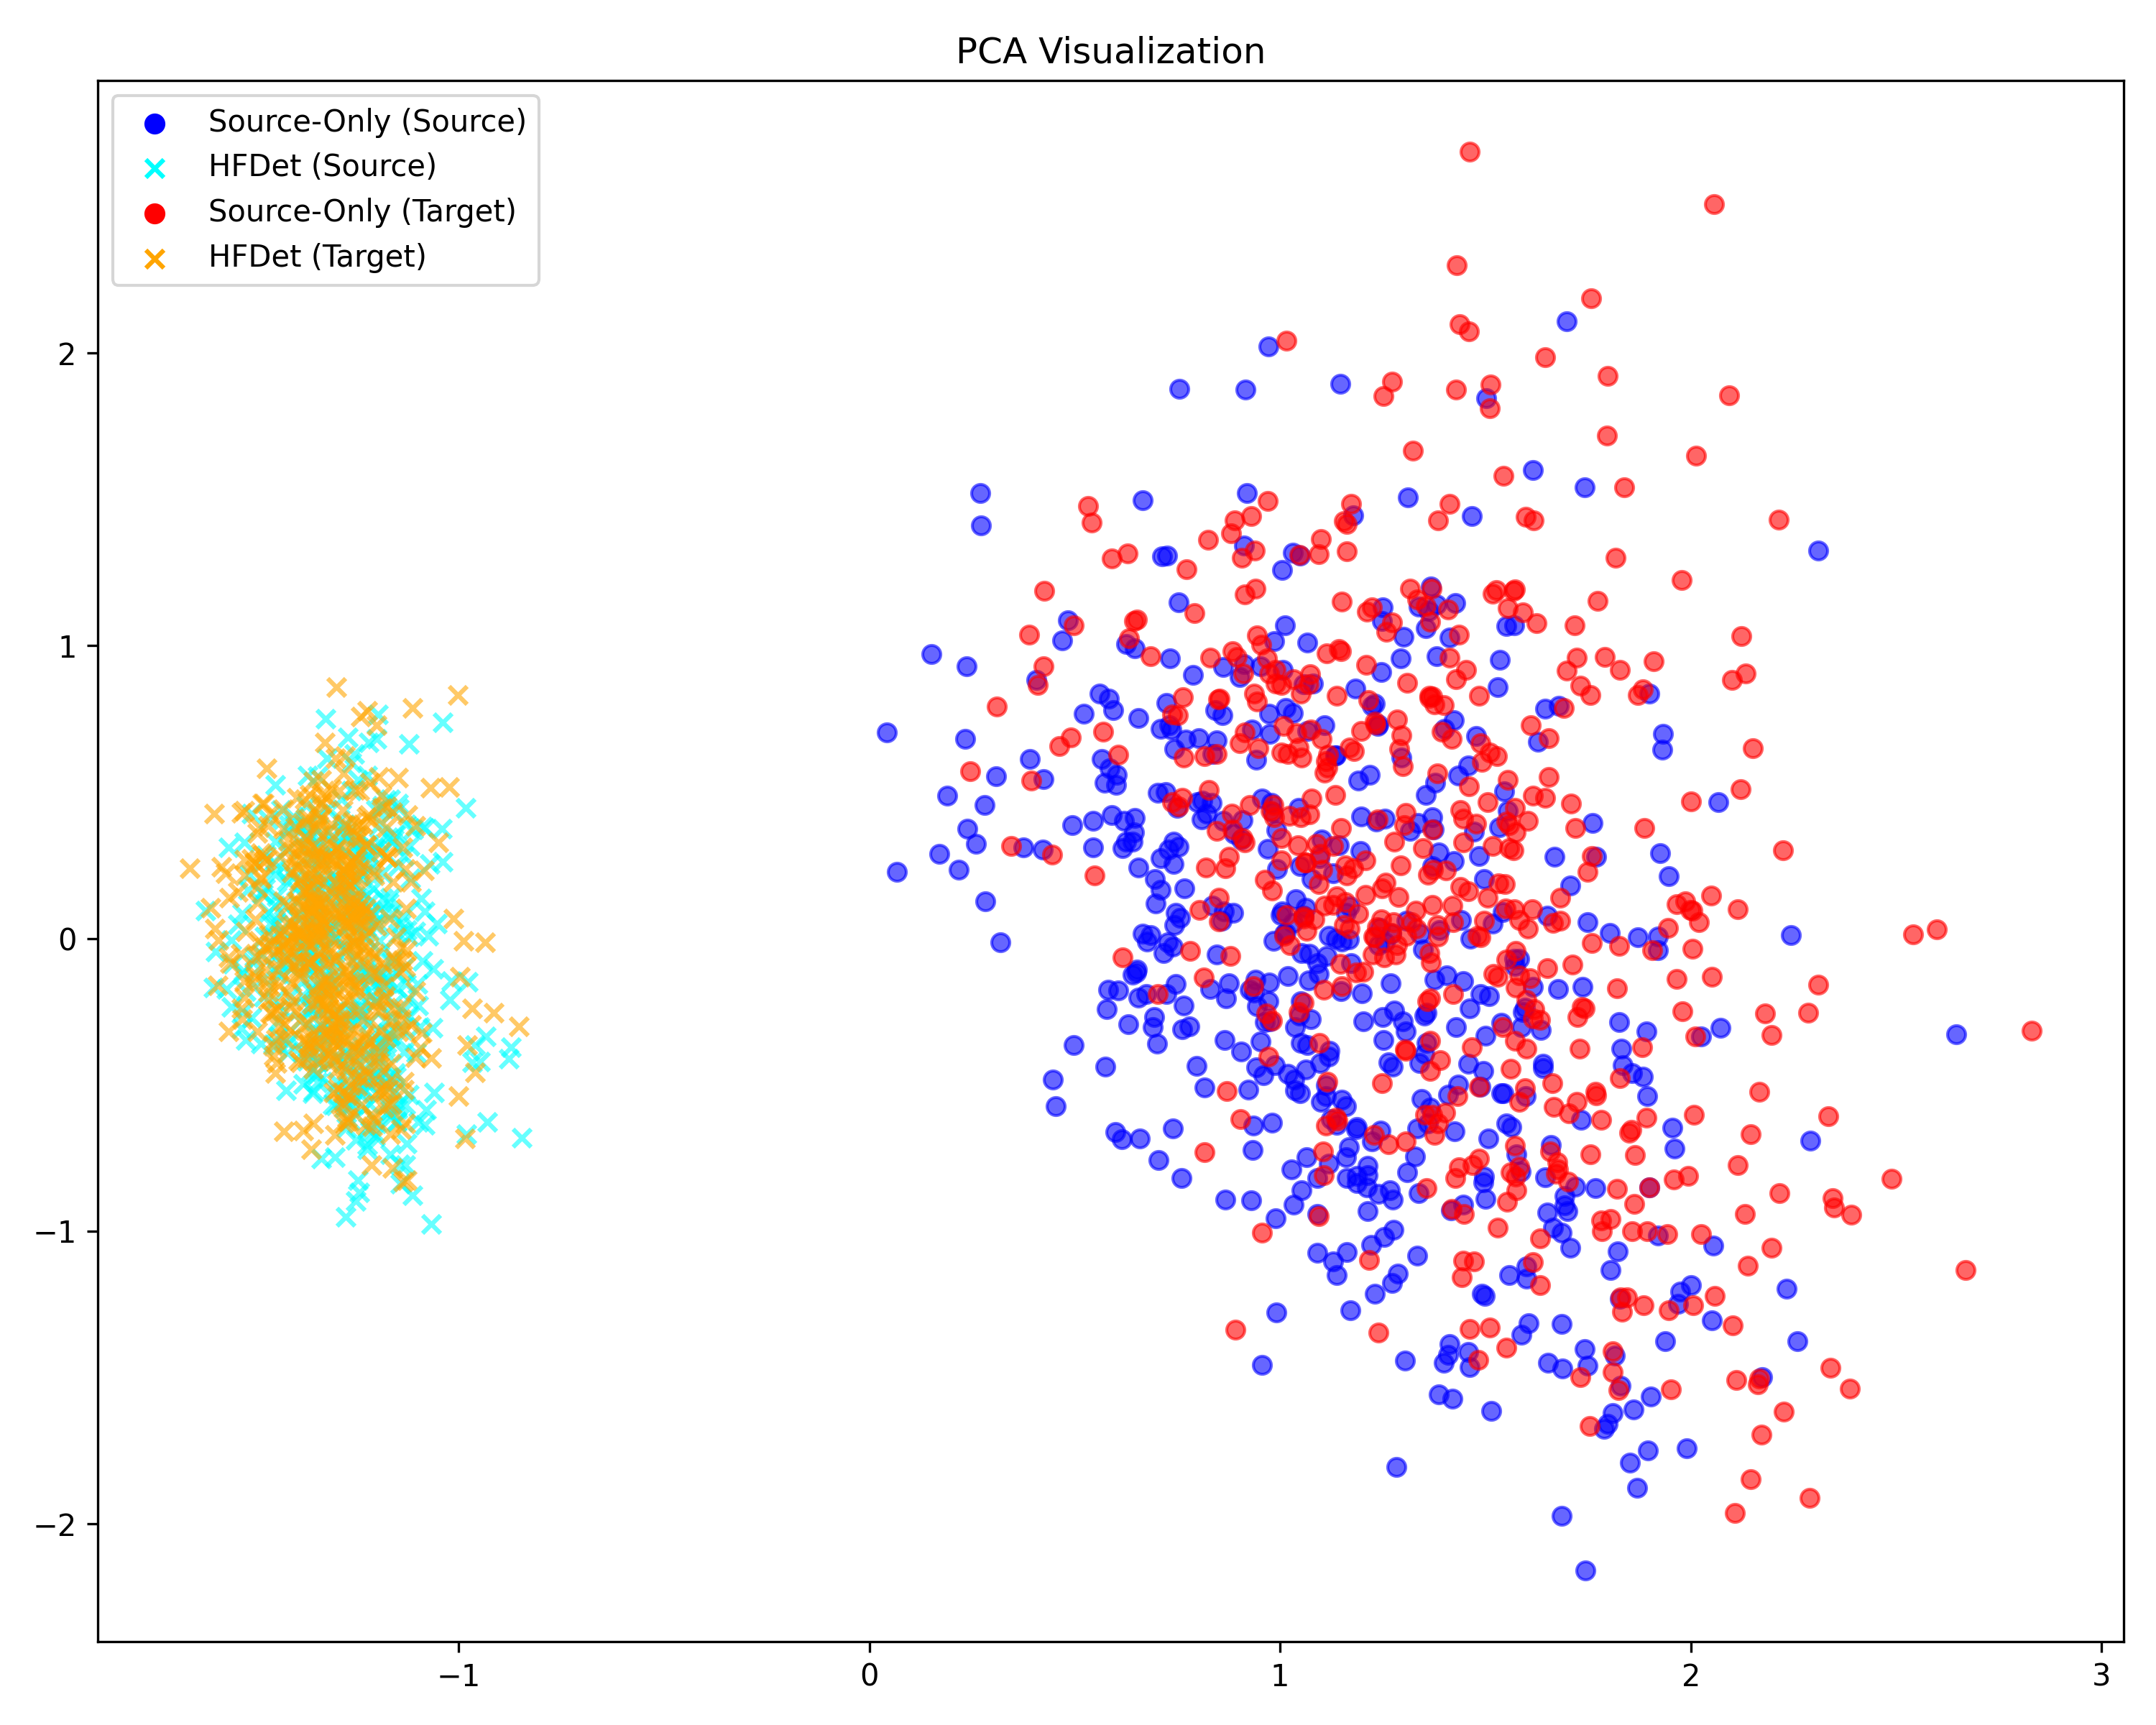 PCA Visualization
Source-Only (Source)
HFDet (Source)
Source-Only (Target)
HFDet (Target)
2
1
0
−1
−2
−1
0
1
2
3